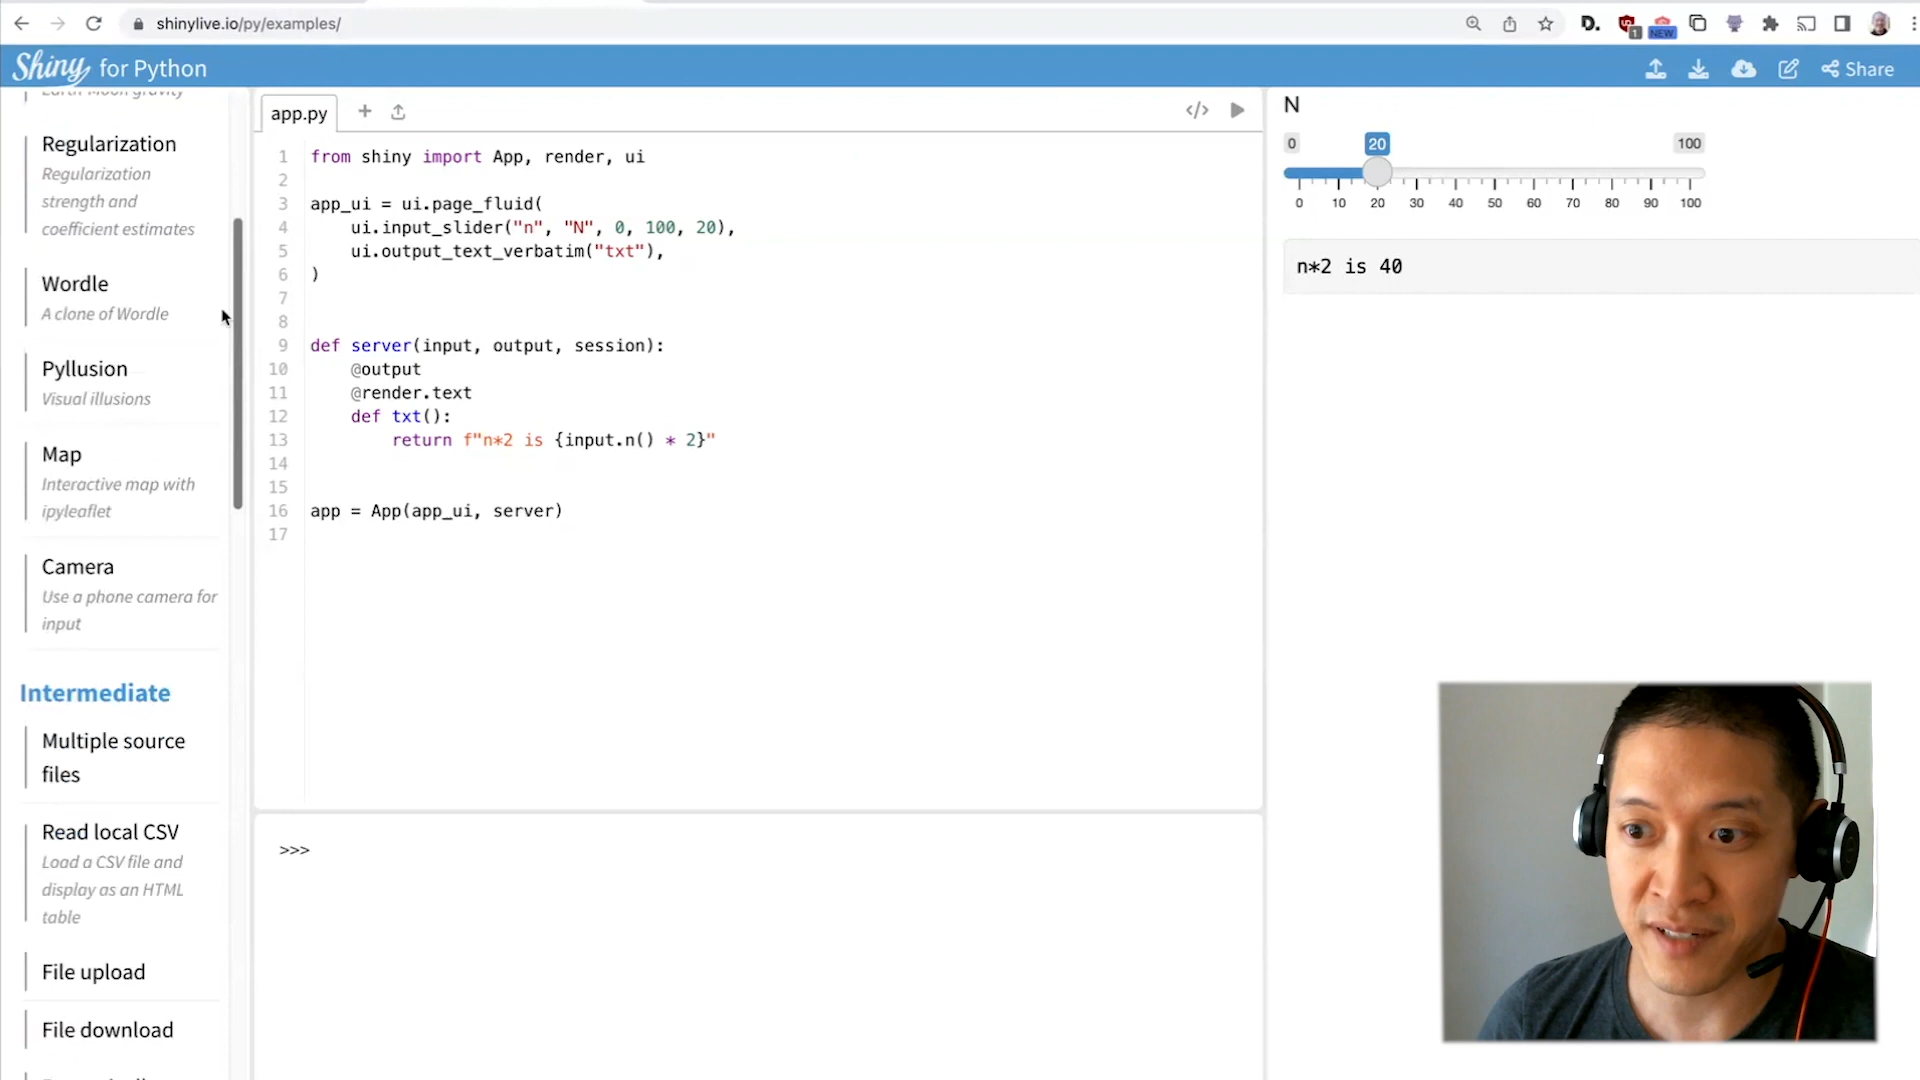 shinylive.io/py/examples/
1
NEW
Shiny for Python
Share
Earth-Moon gravity
Regularization
Regularization
strength and
coefficient estimates
Wordle
A clone of Wordle
Pyllusion
Visual illusions
Map
Interactive map with
ipyleaflet
Camera
Use a phone camera for
input
Intermediate
Multiple source
files
Read local CSV
Load a CSV file and
display as an HTML
table
File upload
File download
app.py
1 from shiny import App, render, ui
2
3 app_ui = ui.page_fluid(
4     ui.input_slider("n", "N", 0, 100, 20),
5     ui.output_text_verbatim("txt"),
6 )
7
8
9 def server(input, output, session):
10     @output
11     @render.text
12     def txt():
13         return f"n*2 is {input.n() * 2}"
14
15
16 app = App(app_ui, server)
17
>>>
N
0 20 100
0 10 20 30 40 50 60 70 80 90 100
n*2 is 40